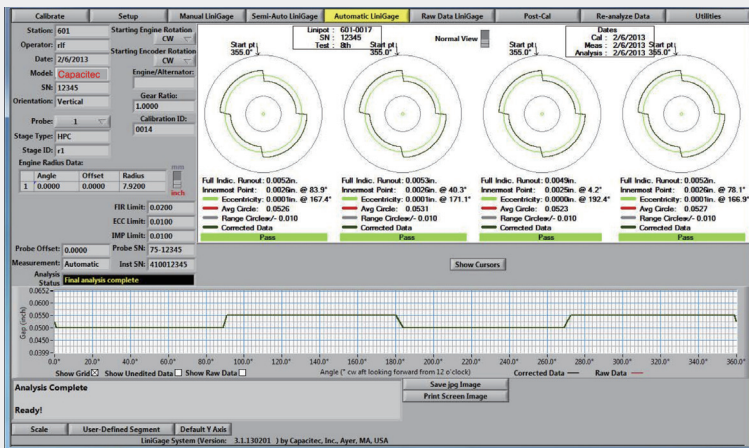 Calibrate Setup Manual LiniGage Semi-Auto LiniGage Automatic LiniGage Raw Data LiniGage Post-Cal Re-analyze Data Utilities
Station: 601
Operator: rlf
Date: 2/6/2013
Model: Capacitec
SN: 12345
Orientation: Vertical
Probe: 1
Stage Type: HPC
Stage ID: r1
Starting Engine Rotation
CW
Starting Encoder Rotation
CW
Engine/Alternator:
Gear Ratio:
1.0000
Calibration ID:
0014
Engine Radius Data:
Angle Offset Radius
1 0.0000 0.0000 7.9200
mm
inch
FIR Limit: 0.0200
ECC Limit: 0.0100
IMP Limit: 0.0100
Probe Offset: 0.0000 Probe SN: 75-12345
Measurement: Automatic Inst SN: 410012345
Analysis Status Final analysis complete
Linipot : 601-0017
SN : 12345
Test : 8th
Normal View
Dates
Cal : 2/6/2013
Meas : 2/6/2013
Analysis : 2/6/2013
Start pt
355.0°
Start pt
355.0°
Start pt
355.0°
Start pt
355.0°
Full Indic. Runout: 0.0052in.
Innermost Point: 0.0026in. @ 83.9°
Eccentricity: 0.0001in. @ 167.4°
Avg Circle: 0.0526
Range Circles+/- 0.010
Corrected Data
Pass
Full Indic. Runout: 0.0053in.
Innermost Point: 0.0026in. @ 40.3°
Eccentricity: 0.0001in. @ 171.1°
Avg Circle: 0.0523
Range Circles+/- 0.010
Corrected Data
Pass
Full Indic. Runout: 0.0049in.
Innermost Point: 0.0025in. @ 4.2°
Eccentricity: 0.0000in. @ 192.4°
Avg Circle: 0.0531
Range Circles+/- 0.010
Corrected Data
Pass
Full Indic. Runout: 0.0052in.
Innermost Point: 0.0026in. @ 78.1°
Eccentricity: 0.0001in. @ 166.9°
Avg Circle: 0.0527
Range Circles+/- 0.010
Corrected Data
Pass
Show Cursors
Gap (inch)
0.0652
0.0600
0.0550
0.0500
0.0450
0.0399
0.0° 20.0° 40.0° 60.0° 80.0° 100.0° 120.0° 140.0° 160.0° 180.0° 200.0° 220.0° 240.0° 260.0° 280.0° 300.0° 320.0° 340.0° 360.0°
Show Grid Show Unedited Data Show Raw Data Angle (° cw aft looking forward from 12 o'clock) Corrected Data Raw Data
Analysis Complete
Ready!
Save jpg Image
Print Screen Image
Scale User-Defined Segment Default Y Axis
LiniGage System (Version: 3.1.130201 ) by Capacitec, Inc., Ayer, MA, USA